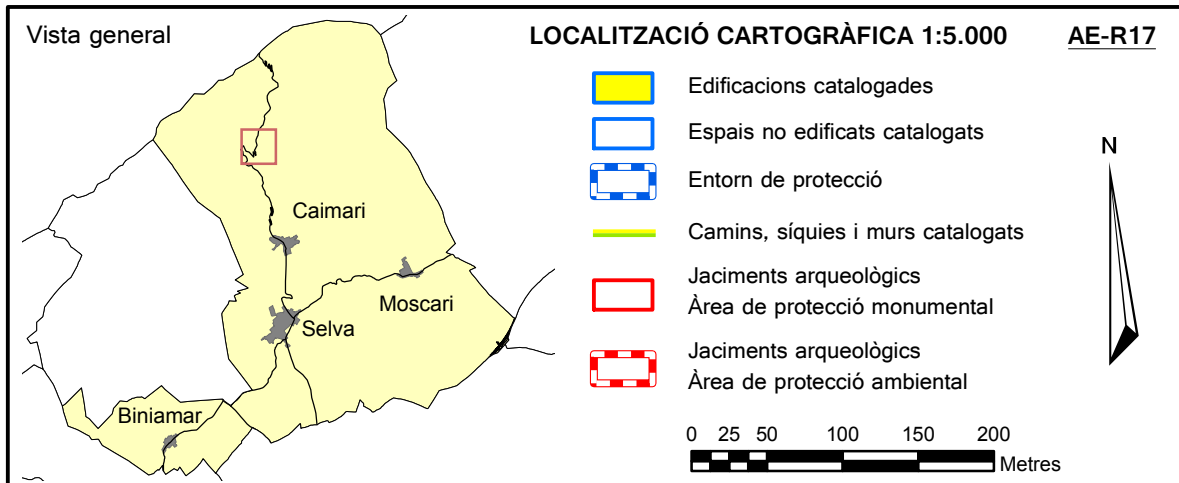 Vista general
LOCALITZACIÓ CARTOGRÀFICA 1:5.000
AE-R17
Edificacions catalogades
Espais no edificats catalogats
Entorn de protecció
Camins, síquies i murs catalogats
Jaciments arqueològics
Àrea de protecció monumental
Jaciments arqueològics
Àrea de protecció ambiental
N
Caimari
Moscari
Selva
Biniamar
0 25 50 100 150 200
Metres